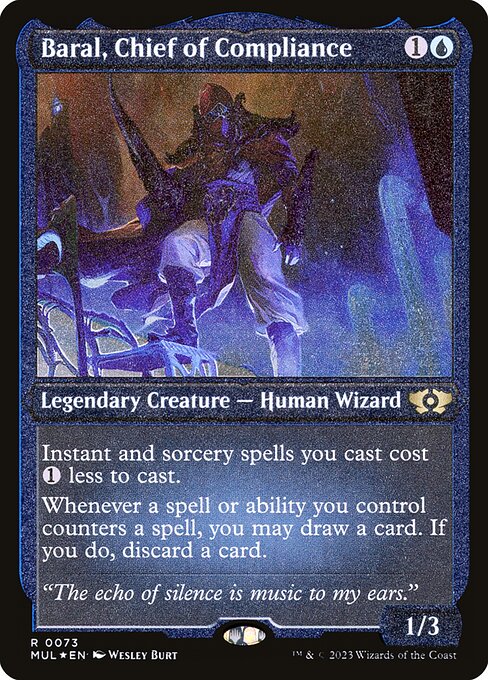 Baral, Chief of Compliance 1
Legendary Creature — Human Wizard
Instant and sorcery spells you cast cost
1 less to cast.
Whenever a spell or ability you control
counters a spell, you may draw a card. If
you do, discard a card.
“The echo of silence is music to my ears.”
1/3
R 0073
MUL★EN Wesley Burt
™ & © 2023 Wizards of the Coast